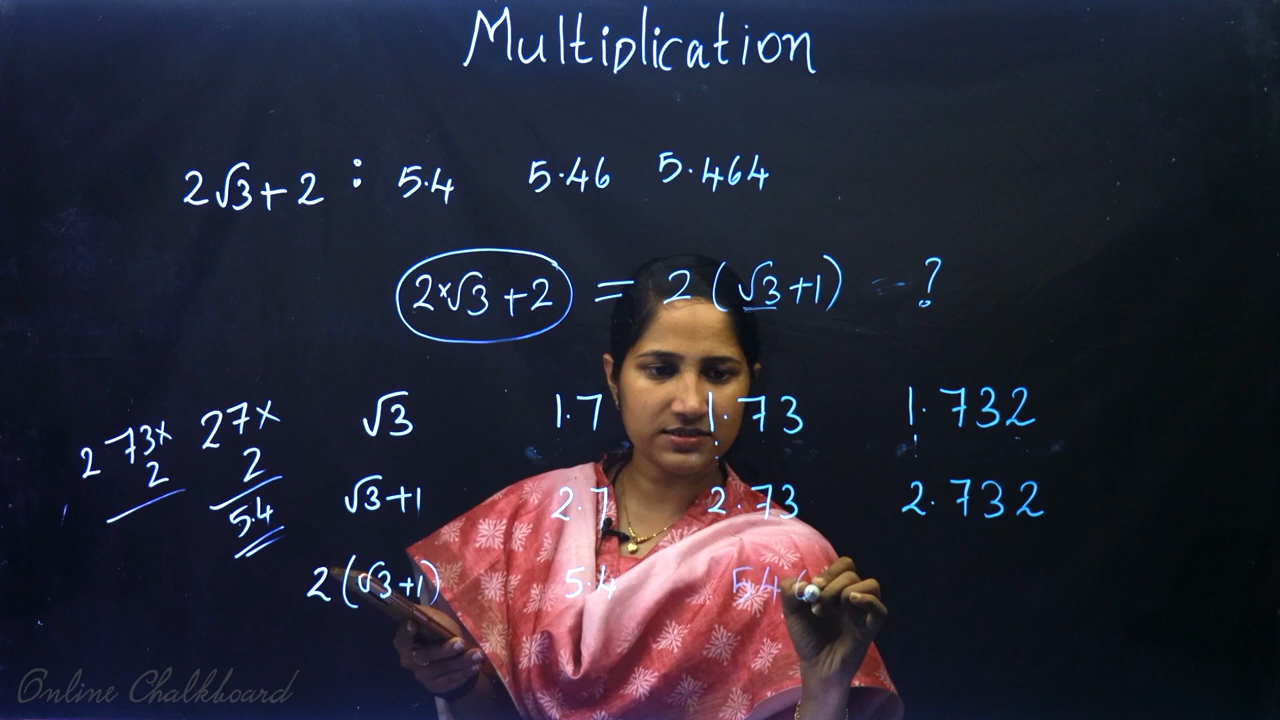 Multiplication
2√3+2 : 5.4 5.46 5.464
2×√3+2 = 2(√3+1) = ?
√3 1.7 1.73 1.732
√3+1 2.7 2.73 2.732
2(√3+1) 5.4 5.46
27×
2
5.4
2 73×
2
Online Chalkboard